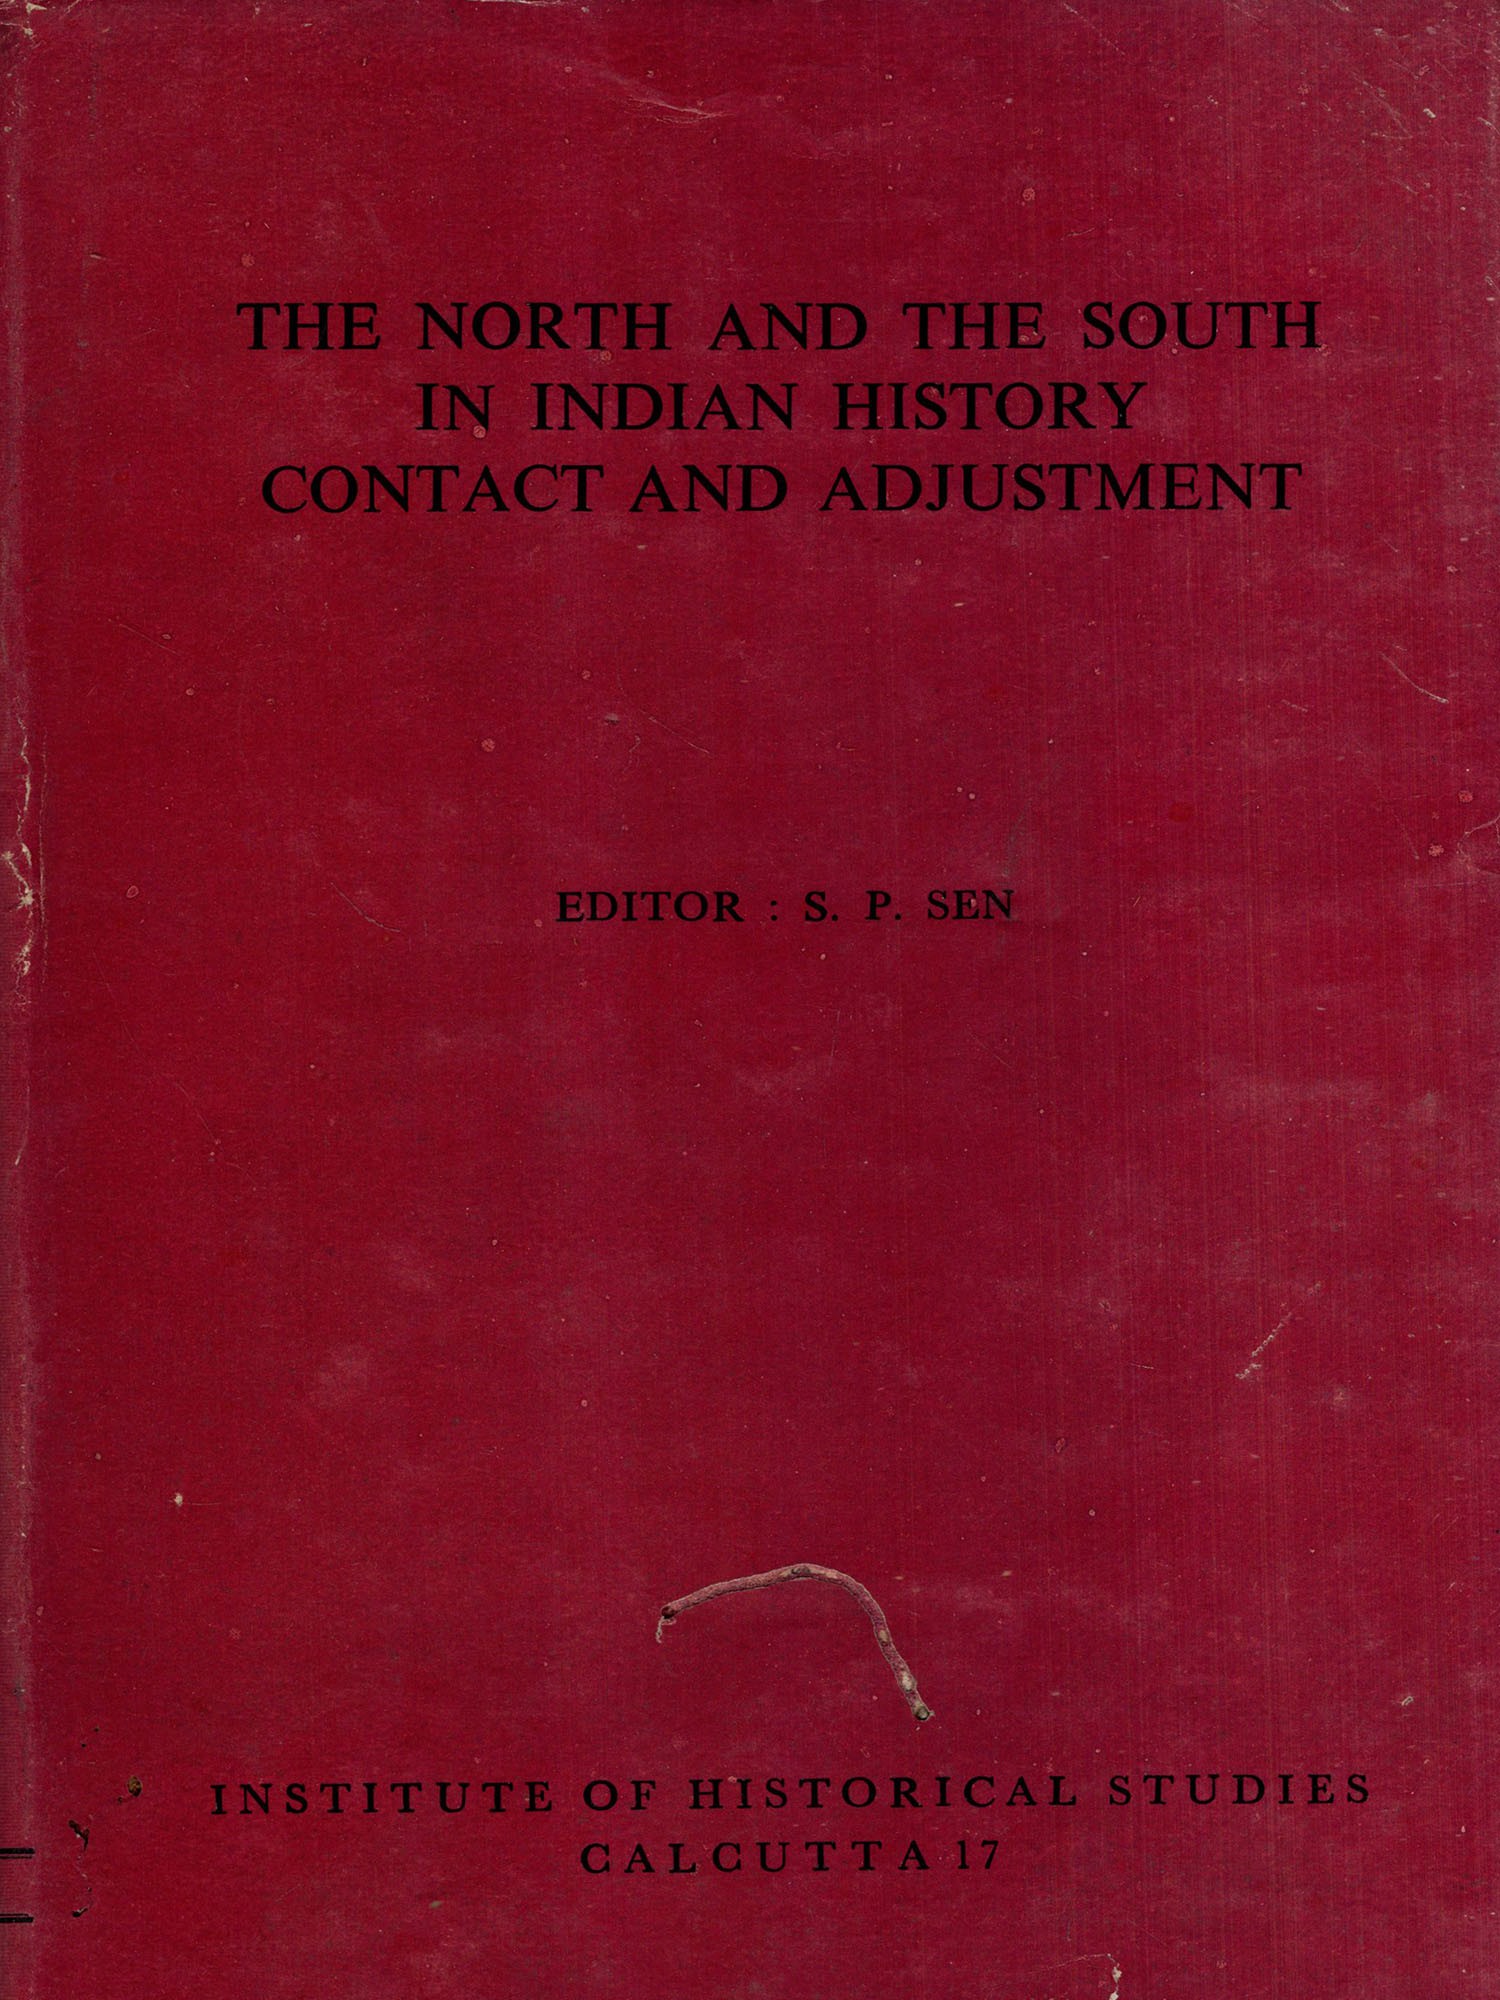 THE NORTH AND THE SOUTH
IN INDIAN HISTORY
CONTACT AND ADJUSTMENT
EDITOR : S. P. SEN
INSTITUTE OF HISTORICAL STUDIES
CALCUTTA 17